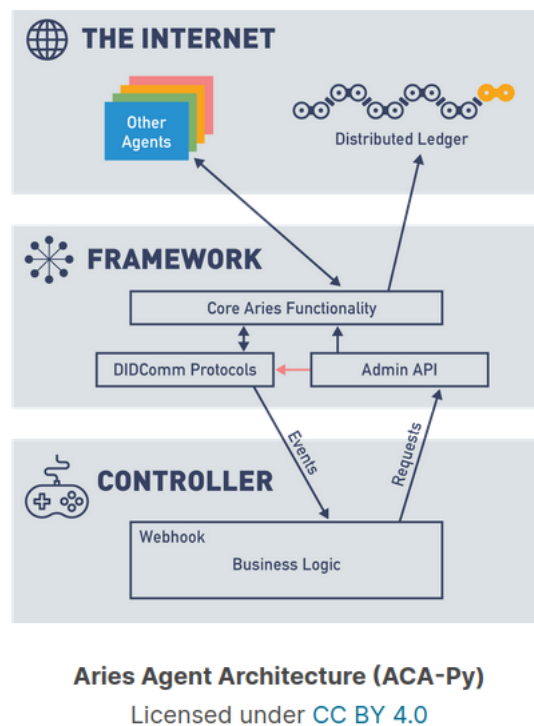 THE INTERNET
Other
Agents
Distributed Ledger
FRAMEWORK
Core Aries Functionality
DIDComm Protocols
Admin API
Events
Requests
CONTROLLER
Webhook
Business Logic
Aries Agent Architecture (ACA-Py)
Licensed under CC BY 4.0